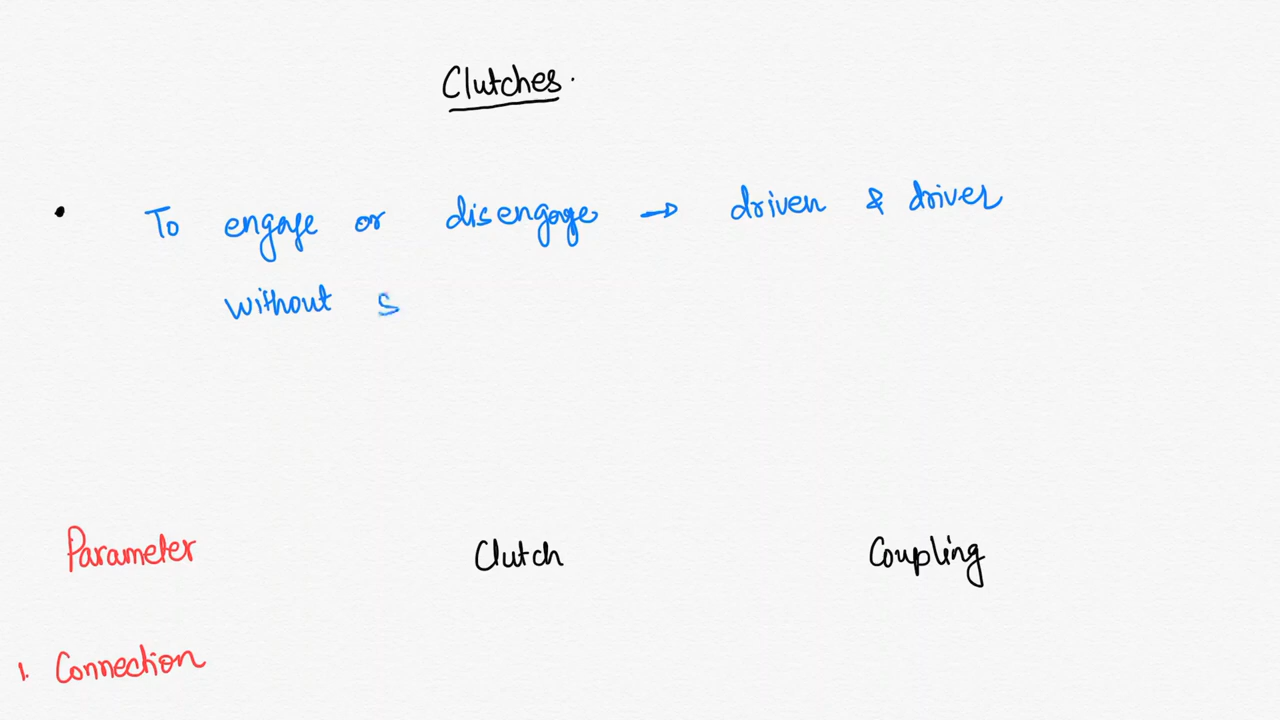 Clutches.
• To engage or disengage → driven & driver
without s
Parameter Clutch Coupling
1. Connection